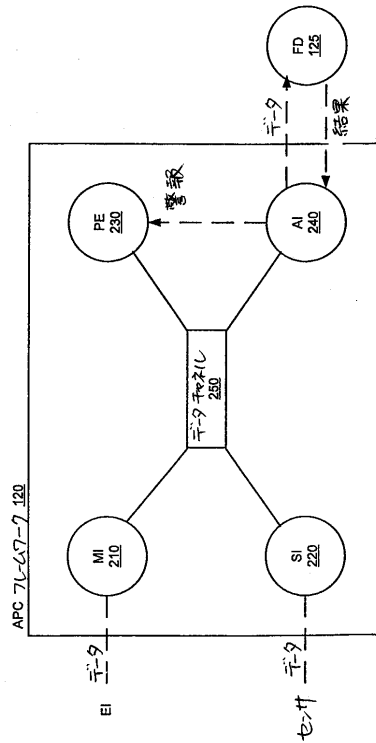 APC フレームワーク 120
EI
データ
MI
210
PE
230
データチャネル
250
警報
センサ
データ
SI
220
AI
240
データ
結果
FD
125